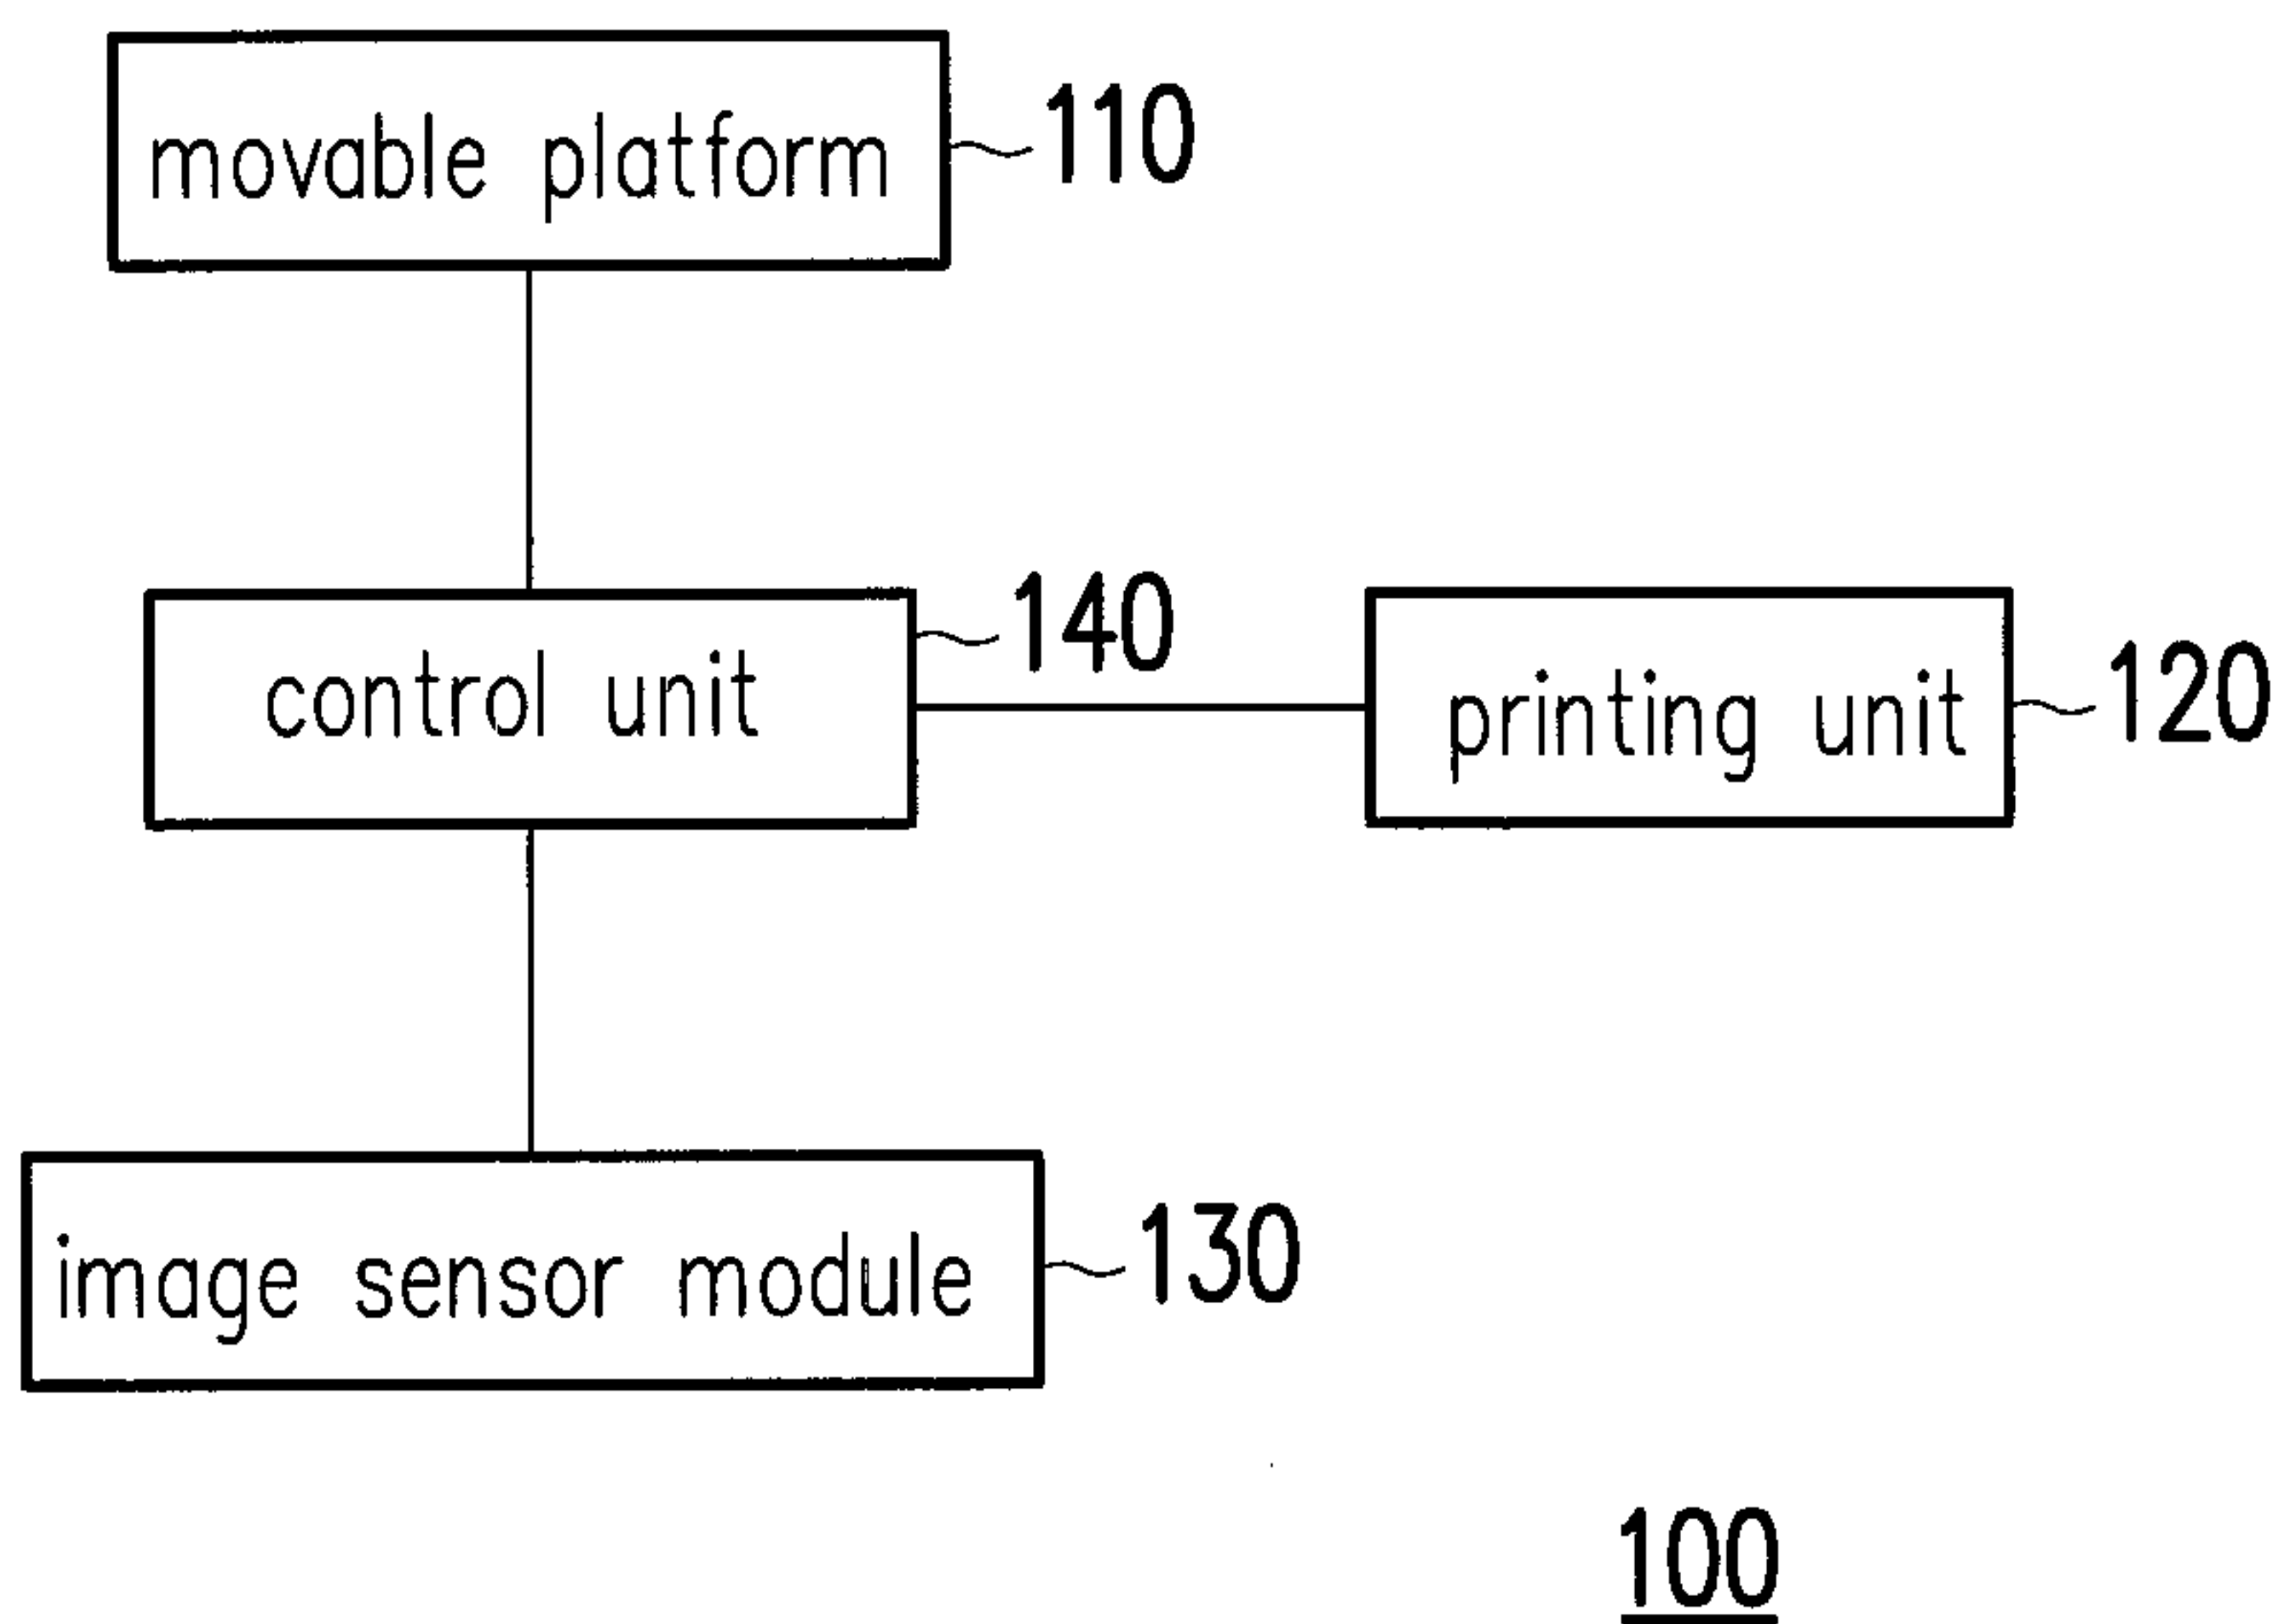 movable platform
110
control unit
140
printing unit
120
image sensor module
130
100